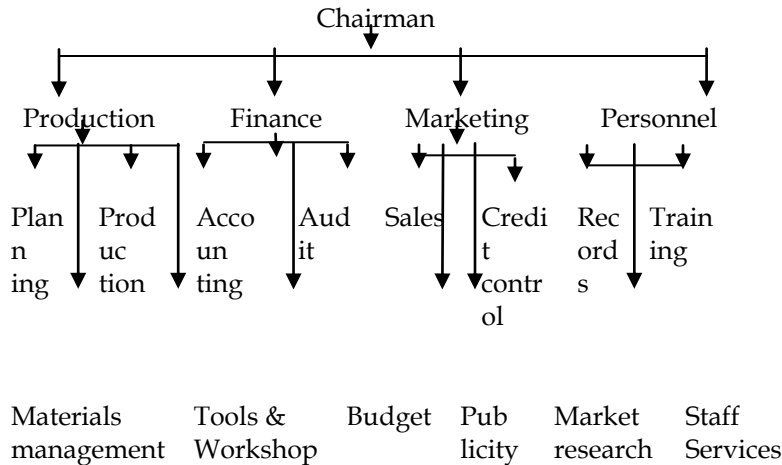 Chairman
Production Finance Marketing Personnel
Plan Prod Acco Aud Sales Credi Rec Train
n uc un it t ord ing
ing tion ting contr s
ol
Materials Tools & Budget Pub Market Staff
management Workshop licity research Services